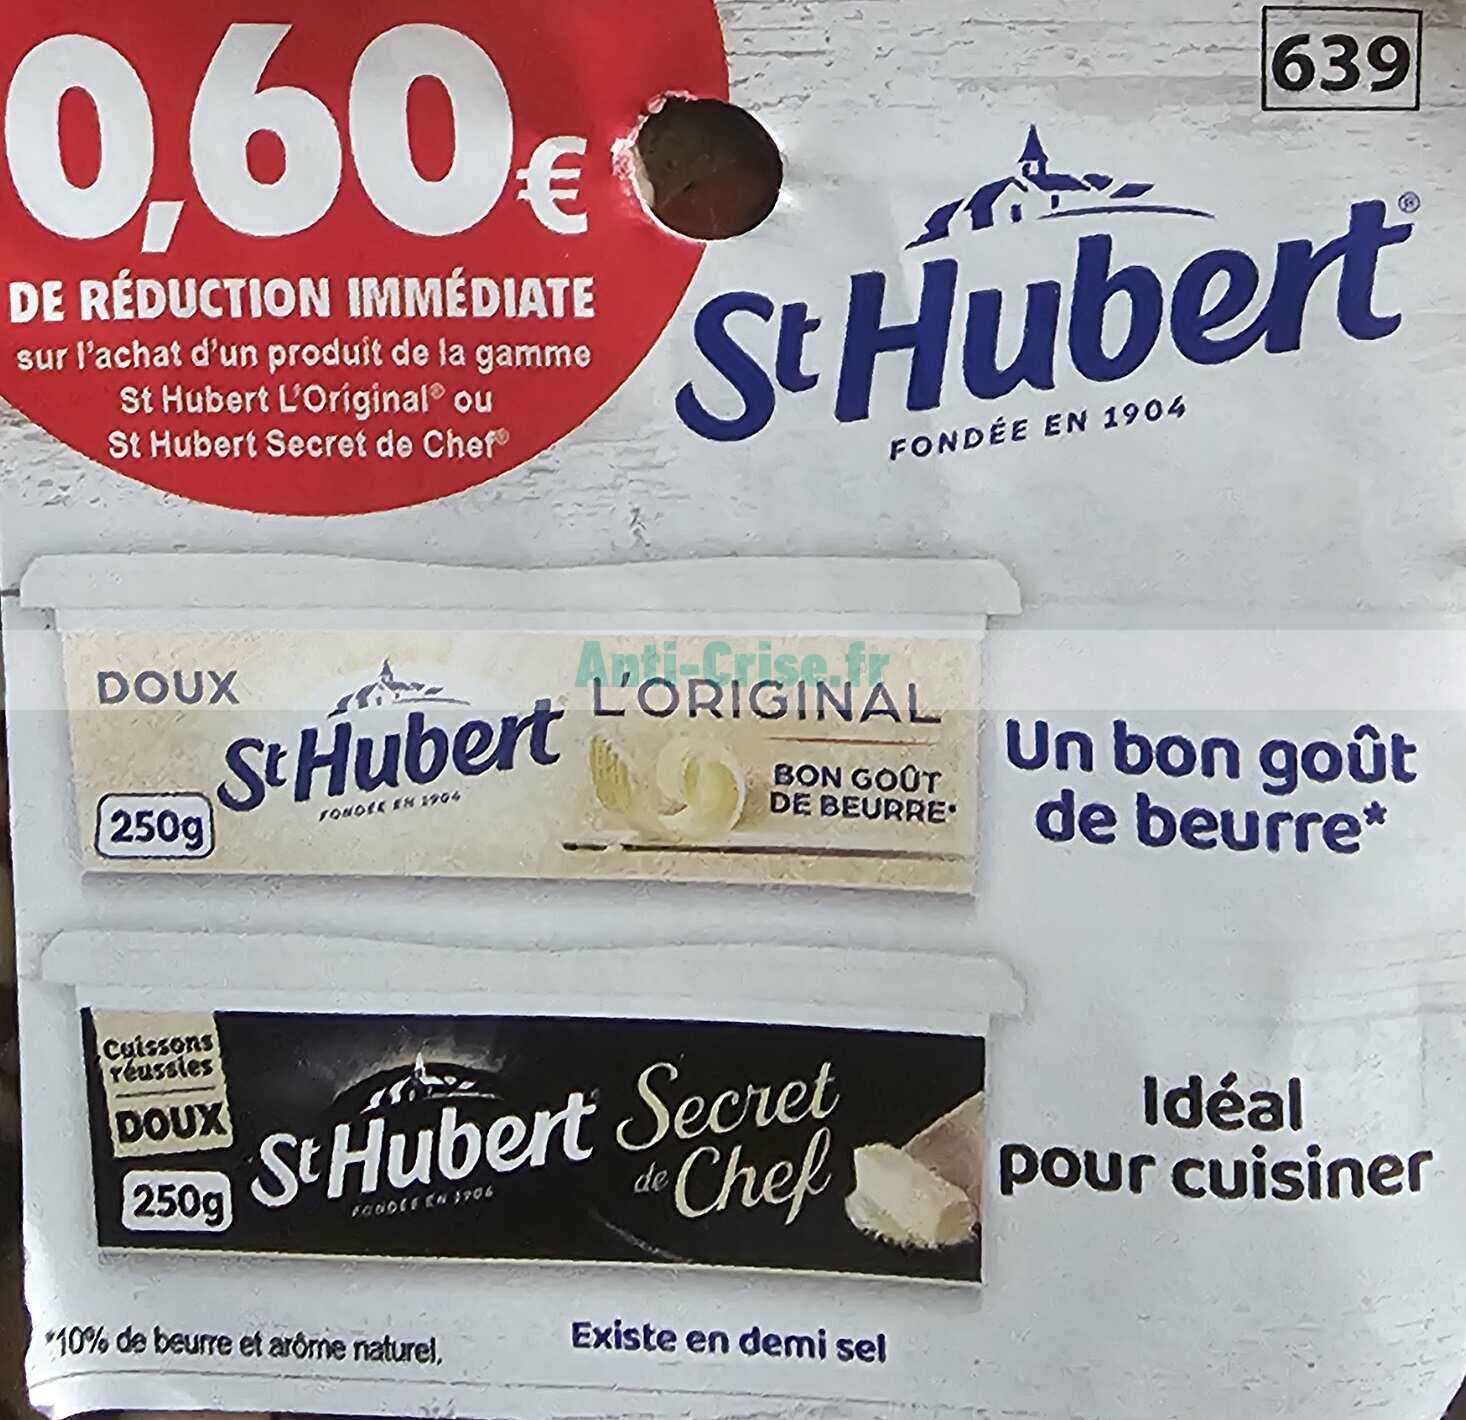 0,60€
DE RÉDUCTION IMMÉDIATE
sur l'achat d'un produit de la gamme
St Hubert L'Original® ou
St Hubert Secret de Chef®
639
St Hubert®
FONDÉE EN 1904
Anti-Crise.fr
DOUX
St Hubert
FONDÉE EN 1904
250g
L'ORIGINAL
BON GOÛT
DE BEURRE*
Un bon goût
de beurre*
Cuissons
réussies
DOUX
250g
St Hubert
FONDÉE EN 1904
Secret
de Chef
Idéal
pour cuisiner
*10% de beurre et arôme naturel.
Existe en demi sel